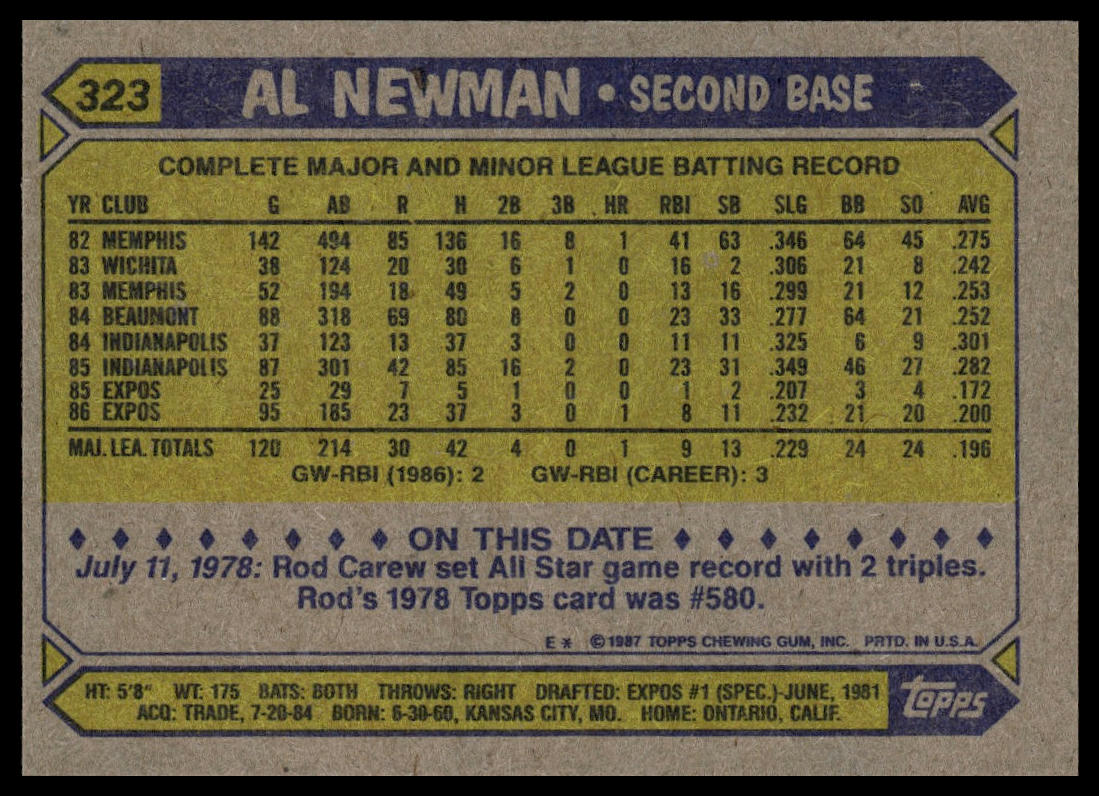 323 AL NEWMAN • SECOND BASE
COMPLETE MAJOR AND MINOR LEAGUE BATTING RECORD
YR CLUB G AB R H 2B 3B HR RBI SB SLG BB SO AVG
82 MEMPHIS 142 494 85 136 16 8 1 41 63 .346 64 45 .275
83 WICHITA 38 124 20 30 6 1 0 16 2 .306 21 8 .242
83 MEMPHIS 52 194 18 49 5 2 0 13 16 .299 21 12 .253
84 BEAUMONT 88 318 69 80 8 0 0 23 33 .277 64 21 .252
84 INDIANAPOLIS 37 123 13 37 3 0 0 11 11 .325 6 9 .301
85 INDIANAPOLIS 87 301 42 85 16 2 0 23 31 .349 46 27 .282
85 EXPOS 25 29 7 5 1 0 0 1 2 .207 3 4 .172
86 EXPOS 95 185 23 37 3 0 1 8 11 .232 21 20 .200
MAJ. LEA. TOTALS 120 214 30 42 4 0 1 9 13 .229 24 24 .196
GW-RBI (1986): 2 GW-RBI (CAREER): 3
ON THIS DATE
July 11, 1978: Rod Carew set All Star game record with 2 triples.
Rod's 1978 Topps card was #580.
E * ©1987 TOPPS CHEWING GUM, INC. PRTD. IN U.S.A.
HT: 5'8" WT: 175 BATS: BOTH THROWS: RIGHT DRAFTED: EXPOS #1 (SPEC.)-JUNE, 1981
ACQ: TRADE, 7-20-84 BORN: 6-30-60, KANSAS CITY, MO. HOME: ONTARIO, CALIF.
topps